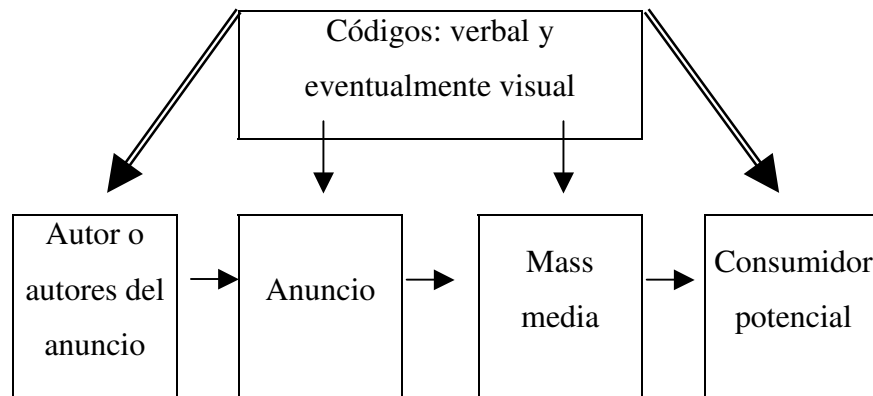 Códigos: verbal y
eventualmente visual
Autor o
autores del
anuncio
Anuncio
Mass
media
Consumidor
potencial